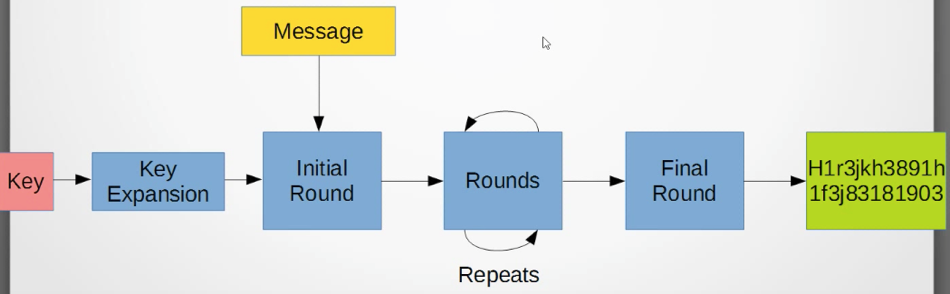 Message
Key
Key
Expansion
Initial
Round
Rounds
Final
Round
H1r3jkh3891h
1f3j83181903
Repeats